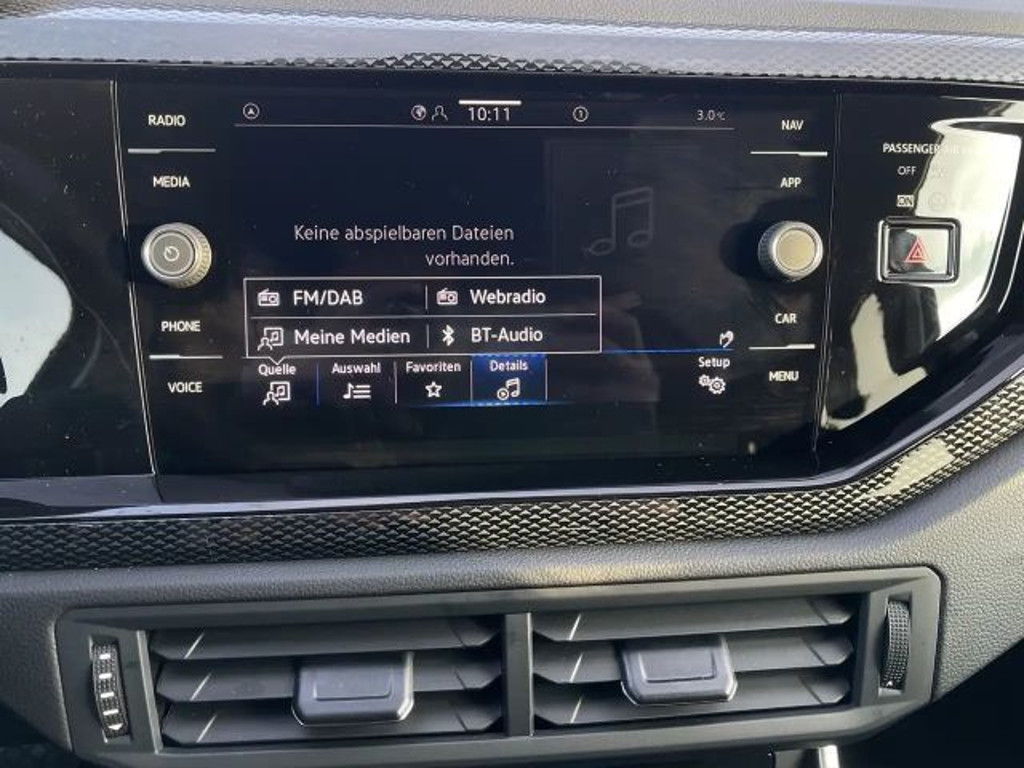 RADIO
MEDIA
PHONE
VOICE
10:11
1
3.0°C
Keine abspielbaren Dateien
vorhanden.
FM/DAB
Webradio
Meine Medien
BT-Audio
Quelle
Auswahl
Favoriten
Details
Setup
NAV
APP
CAR
MENU
PASSENGER
OFF
ON